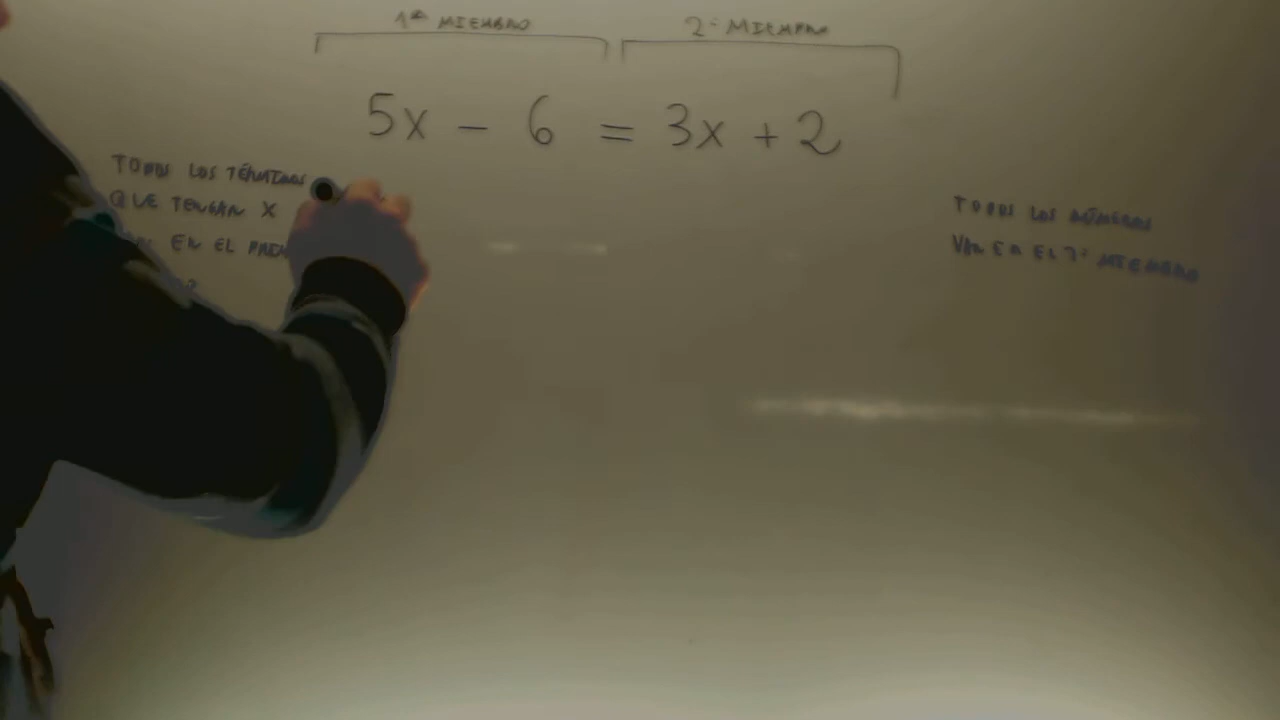 1er MIEMBRO
2º MIEMBRO
5x - 6 = 3x + 2
TODOS LOS TÉRMINOS
QUE TENGAN X
EN EL
TODOS LOS NÚMEROS
VAN EN EL 2º MIEMBRO